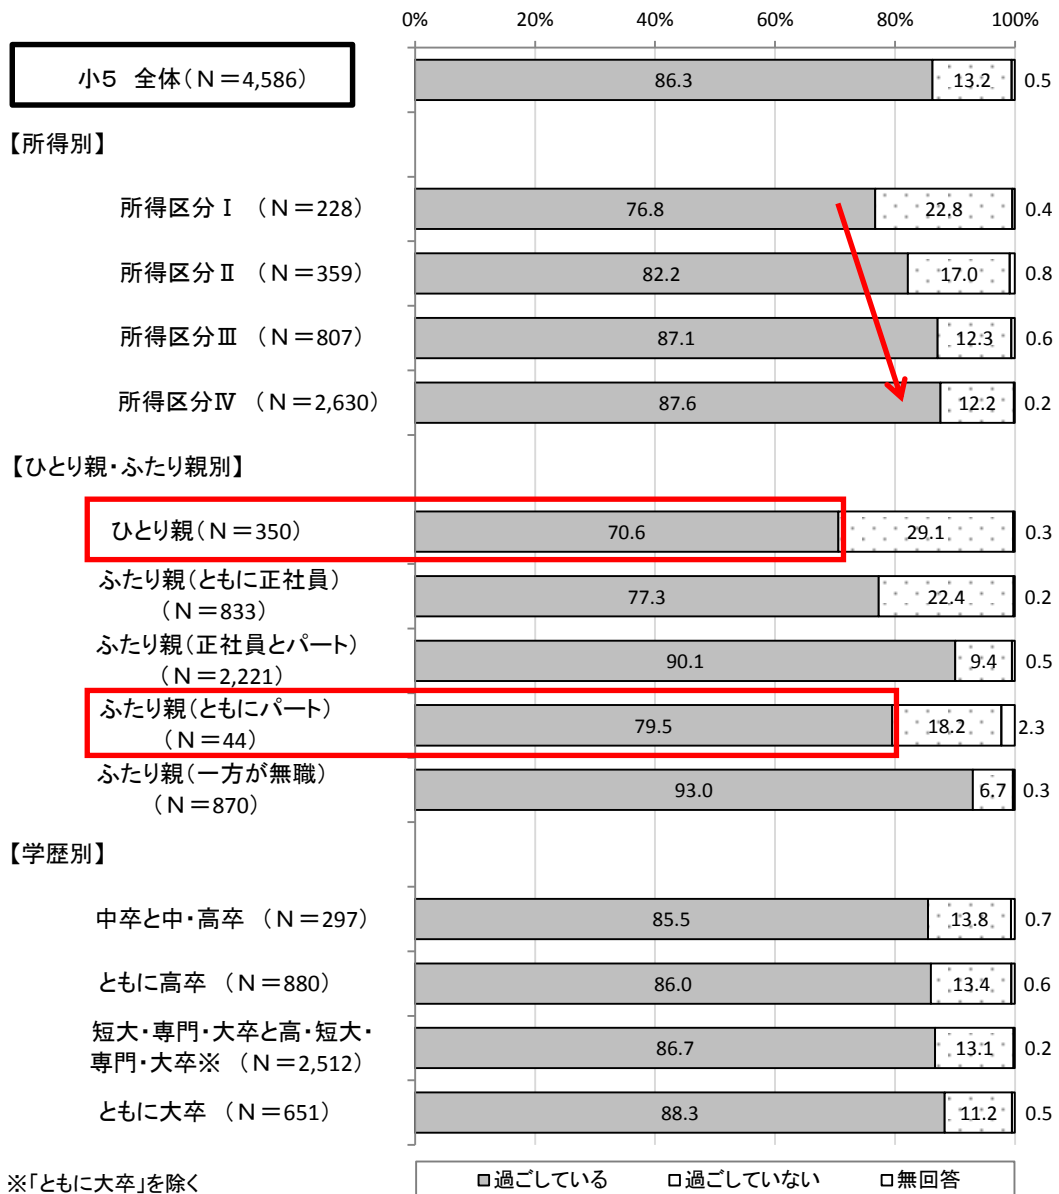 0% 20% 40% 60% 80% 100%
小5 全体(N=4,586) 86.3 13.2 0.5
【所得別】
所得区分Ⅰ (N=228) 76.8 22.8 0.4
所得区分Ⅱ (N=359) 82.2 17.0 0.8
所得区分Ⅲ (N=807) 87.1 12.3 0.6
所得区分Ⅳ (N=2,630) 87.6 12.2 0.2
【ひとり親・ふたり親別】
ひとり親(N=350) 70.6 29.1 0.3
ふたり親(ともに正社員)
(N=833) 77.3 22.4 0.2
ふたり親(正社員とパート)
(N=2,221) 90.1 9.4 0.5
ふたり親(ともにパート)
(N=44) 79.5 18.2 2.3
ふたり親(一方が無職)
(N=870) 93.0 6.7 0.3
【学歴別】
中卒と中・高卒 (N=297) 85.5 13.8 0.7
ともに高卒 (N=880) 86.0 13.4 0.6
短大・専門・大卒と高・短大・
専門・大卒※ (N=2,512) 86.7 13.1 0.2
ともに大卒 (N=651) 88.3 11.2 0.5
※「ともに大卒」を除く
過ごしている 過ごしていない 無回答